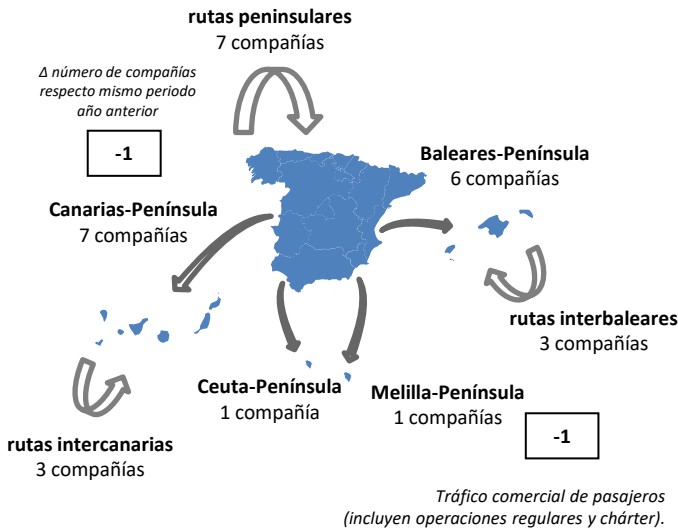 rutas peninsulares
7 compañías
Δ número de compañías
respecto mismo periodo
año anterior
-1
Baleares-Península
6 compañías
Canarias-Península
7 compañías
rutas interbaleares
3 compañías
Ceuta-Península
1 compañía
Melilla-Península
1 compañías
-1
rutas intercanarias
3 compañías
Tráfico comercial de pasajeros
(incluyen operaciones regulares y chárter).